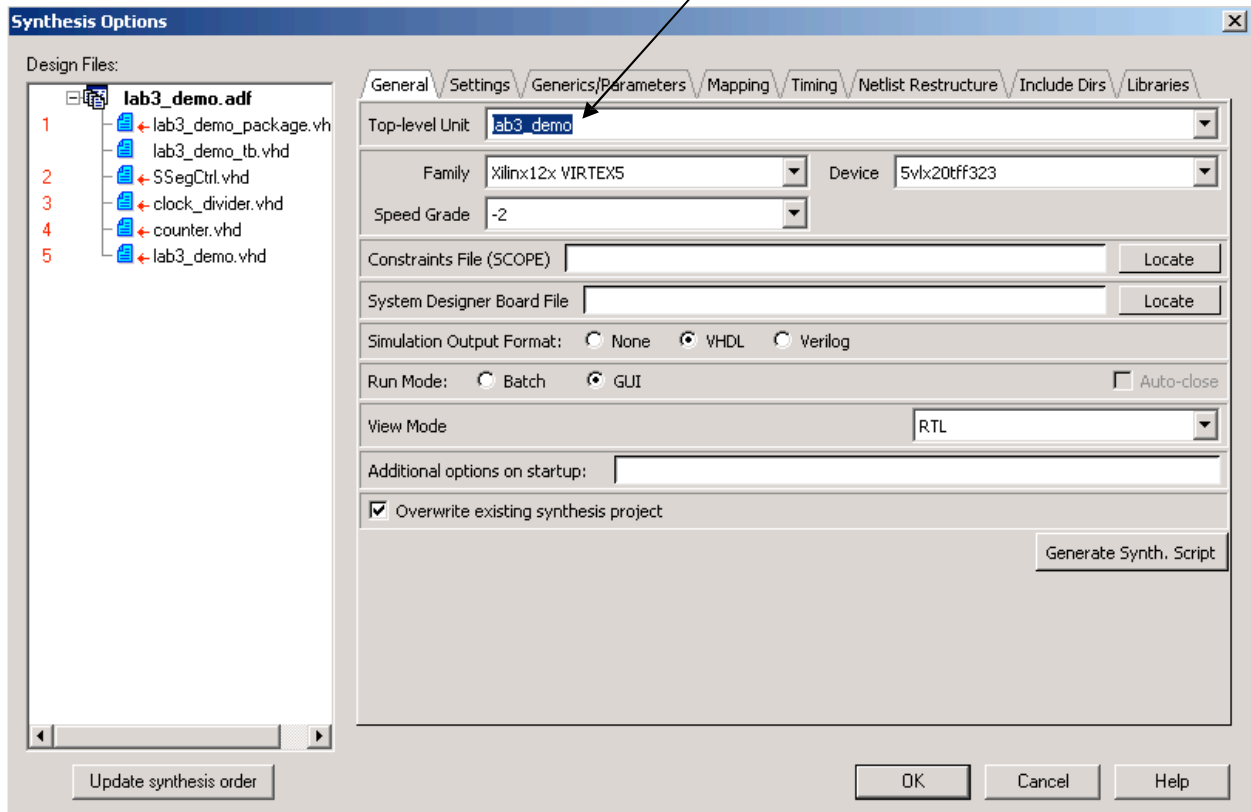 Synthesis Options
Design Files:
lab3_demo.adf
1 lab3_demo_package.vh
lab3_demo_tb.vhd
2 SSegCtrl.vhd
3 clock_divider.vhd
4 counter.vhd
5 lab3_demo.vhd
Update synthesis order
General Settings Generics/Parameters Mapping Timing Netlist Restructure Include Dirs Libraries
Top-level Unit lab3_demo
Family Xilinx12x VIRTEX5 Device 5vlx20tff323
Speed Grade -2
Constraints File (SCOPE) Locate
System Designer Board File Locate
Simulation Output Format: None VHDL Verilog
Run Mode: Batch GUI Auto-close
View Mode RTL
Additional options on startup:
Overwrite existing synthesis project
Generate Synth. Script
OK Cancel Help